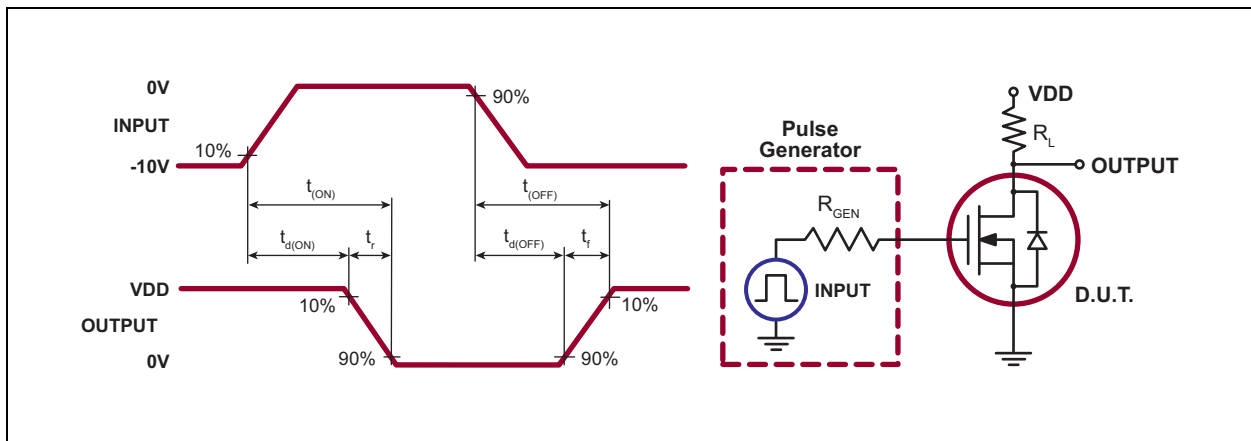 0V
INPUT
-10V
10%
90%
t(ON)
t(OFF)
td(ON)
tr
td(OFF)
tf
VDD
OUTPUT
0V
10%
90%
90%
10%
Pulse
Generator
RGEN
INPUT
VDD
RL
OUTPUT
D.U.T.